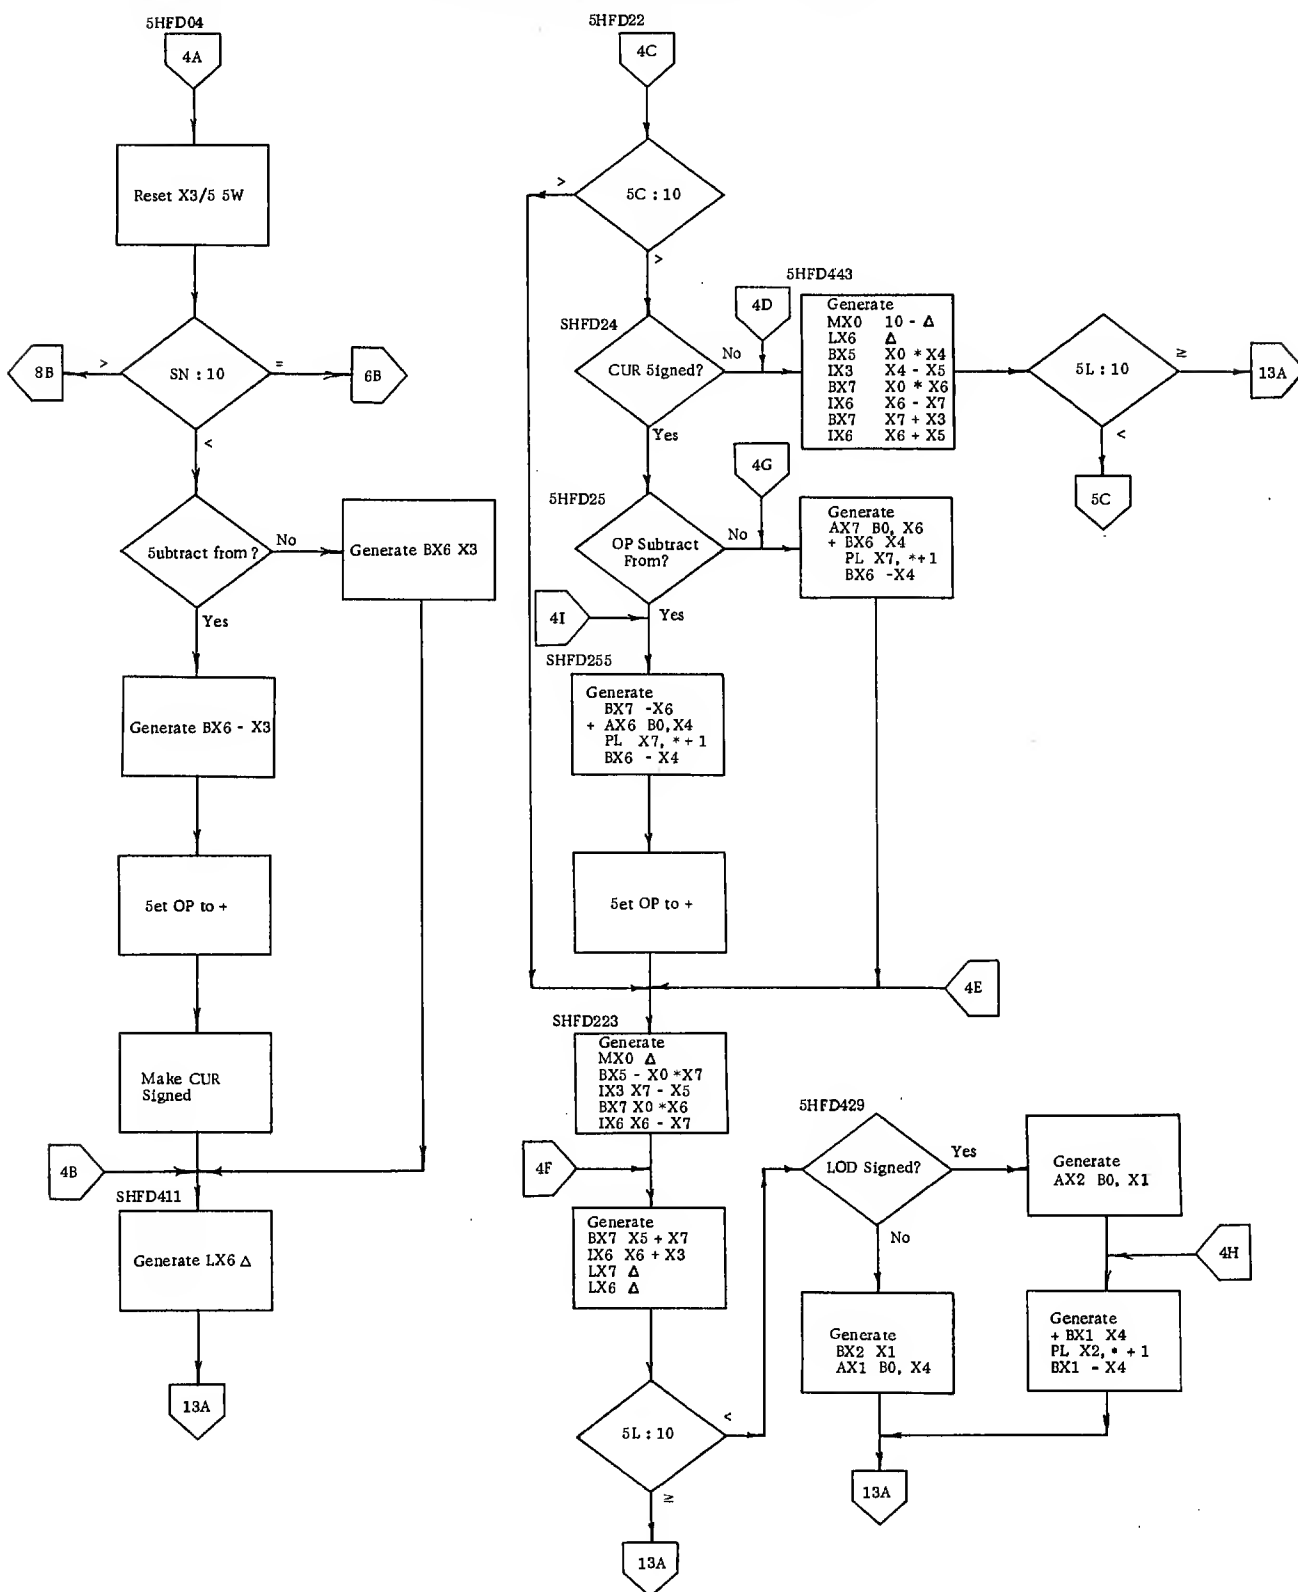 5HFD04
4A
Reset X3/5 5W
SN : 10
>
8B
=
6B
<
5ubtract from ?
No
Generate BX6 X3
Yes
Generate BX6 - X3
5et OP to +
Make CUR
Signed
4B
SHFD411
Generate LX6 Δ
13A
5HFD22
4C
5C : 10
>
>
SHFD24
CUR 5igned?
No
4D
5HFD443
Generate
MX0 10 - Δ
LX6 Δ
BX5 X0 * X4
IX3 X4 - X5
BX7 X0 * X6
IX6 X6 - X7
BX7 X7 + X3
IX6 X6 + X5
5L : 10
≥
13A
<
5C
Yes
5HFD25
OP Subtract
From?
No
4G
Generate
AX7 B0, X6
+ BX6 X4
PL X7, *+1
BX6 -X4
4I
Yes
SHFD255
Generate
BX7 -X6
+ AX6 B0,X4
PL X7, * + 1
BX6 - X4
5et OP to +
4E
SHFD223
Generate
MX0 Δ
BX5 - X0 *X7
IX3 X7 - X5
BX7 X0 *X6
IX6 X6 - X7
4F
Generate
BX7 X5 + X7
IX6 X6 + X3
LX7 Δ
LX6 Δ
5L : 10
<
≥
13A
5HFD429
LOD Signed?
Yes
Generate
AX2 B0, X1
4H
No
Generate
BX2 X1
AX1 B0, X4
Generate
+ BX1 X4
PL X2, * + 1
BX1 - X4
13A